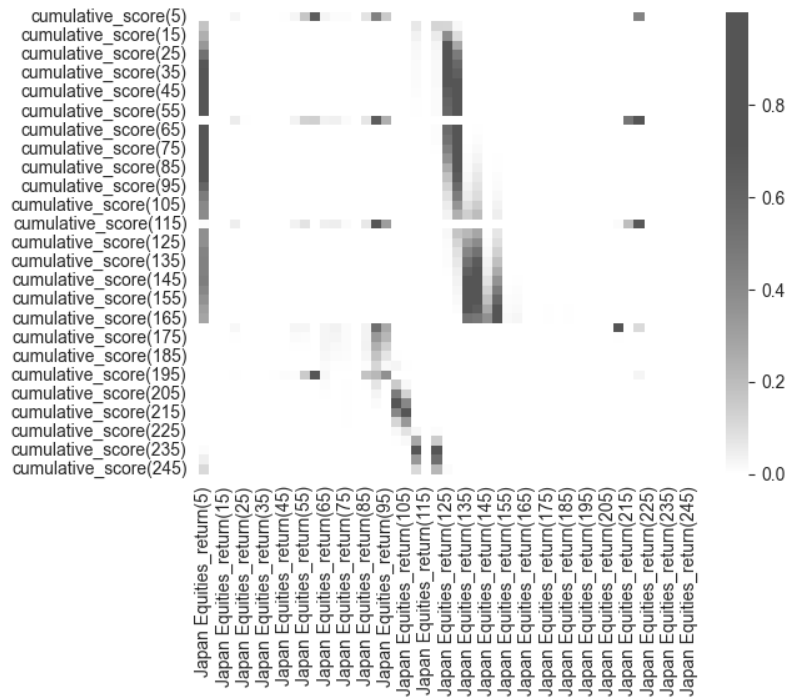 cumulative_score(5)
cumulative_score(15)
cumulative_score(25)
cumulative_score(35)
cumulative_score(45)
cumulative_score(55)
cumulative_score(65)
cumulative_score(75)
cumulative_score(85)
cumulative_score(95)
cumulative_score(105)
cumulative_score(115)
cumulative_score(125)
cumulative_score(135)
cumulative_score(145)
cumulative_score(155)
cumulative_score(165)
cumulative_score(175)
cumulative_score(185)
cumulative_score(195)
cumulative_score(205)
cumulative_score(215)
cumulative_score(225)
cumulative_score(235)
cumulative_score(245)
Japan Equities_return(5)
Japan Equities_return(15)
Japan Equities_return(25)
Japan Equities_return(35)
Japan Equities_return(45)
Japan Equities_return(55)
Japan Equities_return(65)
Japan Equities_return(75)
Japan Equities_return(85)
Japan Equities_return(95)
Japan Equities_return(105)
Japan Equities_return(115)
Japan Equities_return(125)
Japan Equities_return(135)
Japan Equities_return(145)
Japan Equities_return(155)
Japan Equities_return(165)
Japan Equities_return(175)
Japan Equities_return(185)
Japan Equities_return(195)
Japan Equities_return(205)
Japan Equities_return(215)
Japan Equities_return(225)
Japan Equities_return(235)
Japan Equities_return(245)
0.8
0.6
0.4
0.2
0.0